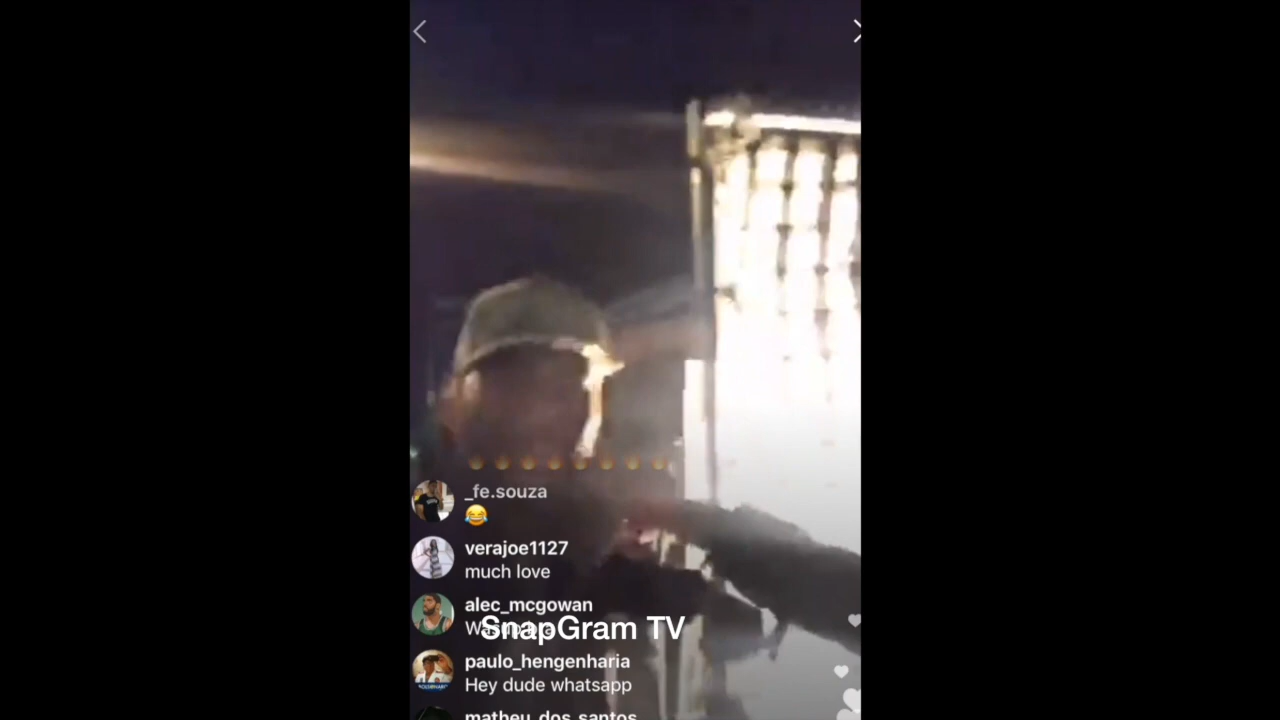 _fe.souza
😂
verajoe1127
much love
alec_mcgowan
SnapGram TV
paulo_hengenharia
Hey dude whatsapp
matheu_dos_santos